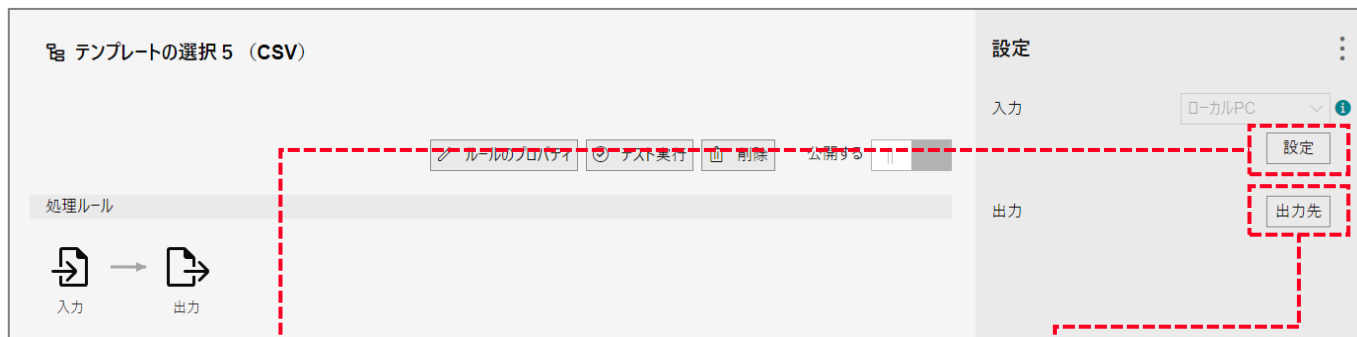 テンプレートの選択5 （CSV）
ルールのプロパティ テスト実行 削除 公開する
処理ルール
入力 出力
設定
入力 ローカルPC
設定
出力 出力先